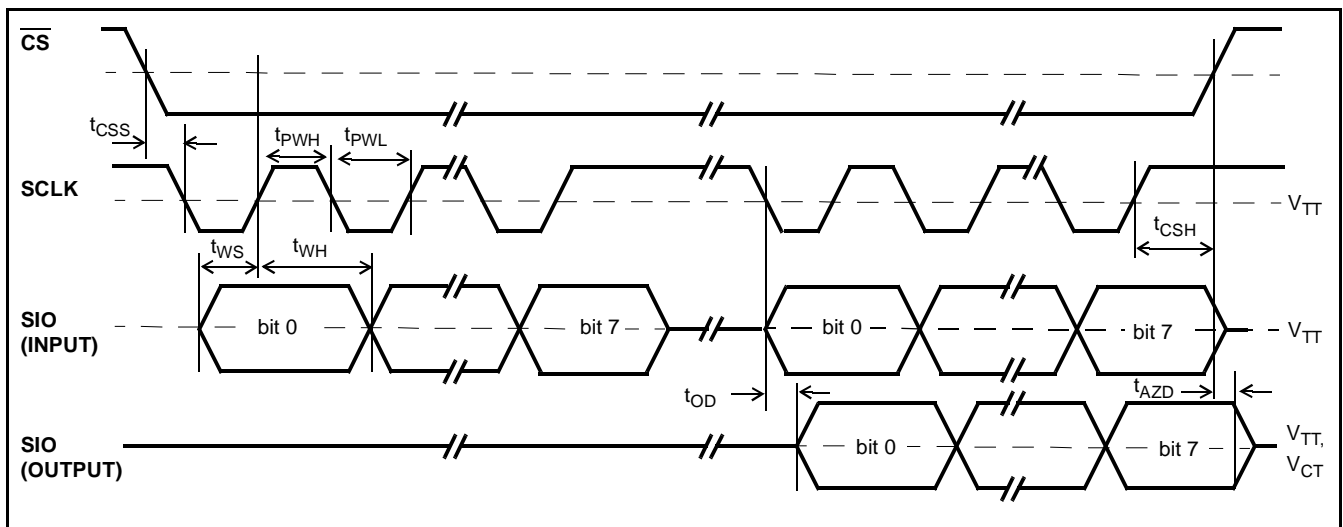 CS
tCSS
tPWH
tPWL
SCLK
VTT
tCSH
tWS
tWH
SIO
(INPUT)
bit 0
bit 7
bit 0
bit 7
VTT
tOD
tAZD
SIO
(OUTPUT)
bit 0
bit 7
VTT,
VCT